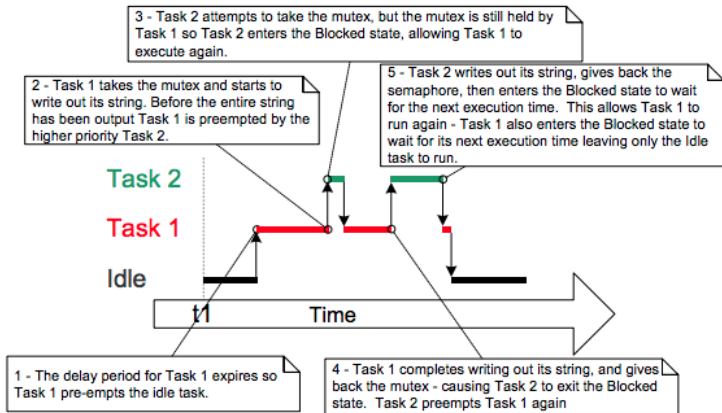 3 - Task 2 attempts to take the mutex, but the mutex is still held by
Task 1 so Task 2 enters the Blocked state, allowing Task 1 to
execute again.
2 - Task 1 takes the mutex and starts to
write out its string. Before the entire string
has been output Task 1 is preempted by the
higher priority Task 2.
5 - Task 2 writes out its string, gives back the
semaphore, then enters the Blocked state to wait
for the next execution time. This allows Task 1 to
run again - Task 1 also enters the Blocked state to
wait for its next execution time leaving only the Idle
task to run.
Task 2
Task 1
Idle
t1
Time
1 - The delay period for Task 1 expires so
Task 1 pre-empts the idle task.
4 - Task 1 completes writing out its string, and gives
back the mutex - causing Task 2 to exit the Blocked
state. Task 2 preempts Task 1 again